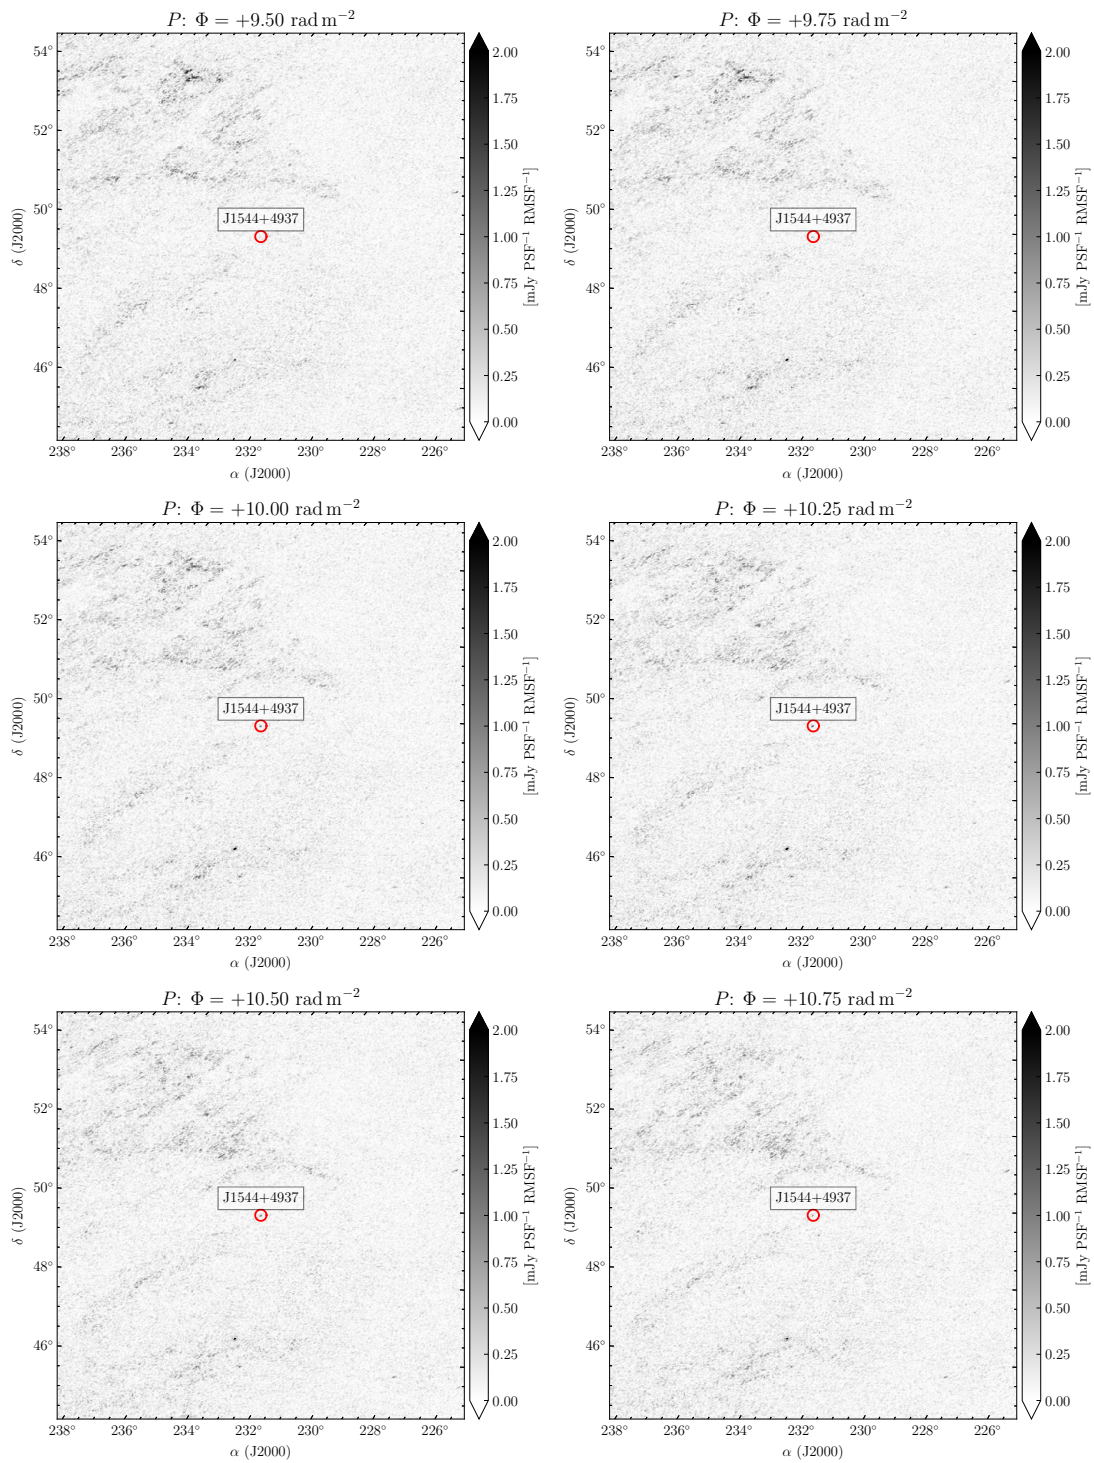 P: Φ = +9.50 rad m⁻²
54°
52°
50°
48°
46°
δ (J2000)
J1544+4937
238° 236° 234° 232° 230° 228° 226°
α (J2000)
2.00
1.75
1.50
1.25
1.00
0.75
0.50
0.25
0.00
[mJy PSF⁻¹ RMSF⁻¹]
P: Φ = +9.75 rad m⁻²
54°
52°
50°
48°
46°
δ (J2000)
J1544+4937
238° 236° 234° 232° 230° 228° 226°
α (J2000)
2.00
1.75
1.50
1.25
1.00
0.75
0.50
0.25
0.00
[mJy PSF⁻¹ RMSF⁻¹]
P: Φ = +10.00 rad m⁻²
54°
52°
50°
48°
46°
δ (J2000)
J1544+4937
238° 236° 234° 232° 230° 228° 226°
α (J2000)
2.00
1.75
1.50
1.25
1.00
0.75
0.50
0.25
0.00
[mJy PSF⁻¹ RMSF⁻¹]
P: Φ = +10.25 rad m⁻²
54°
52°
50°
48°
46°
δ (J2000)
J1544+4937
238° 236° 234° 232° 230° 228° 226°
α (J2000)
2.00
1.75
1.50
1.25
1.00
0.75
0.50
0.25
0.00
[mJy PSF⁻¹ RMSF⁻¹]
P: Φ = +10.50 rad m⁻²
54°
52°
50°
48°
46°
δ (J2000)
J1544+4937
238° 236° 234° 232° 230° 228° 226°
α (J2000)
2.00
1.75
1.50
1.25
1.00
0.75
0.50
0.25
0.00
[mJy PSF⁻¹ RMSF⁻¹]
P: Φ = +10.75 rad m⁻²
54°
52°
50°
48°
46°
δ (J2000)
J1544+4937
238° 236° 234° 232° 230° 228° 226°
α (J2000)
2.00
1.75
1.50
1.25
1.00
0.75
0.50
0.25
0.00
[mJy PSF⁻¹ RMSF⁻¹]